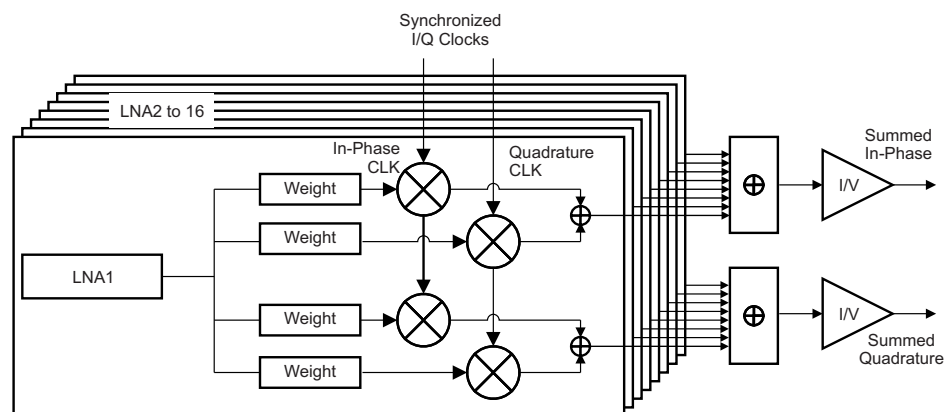 Synchronized
I/Q Clocks
LNA2 to 16
In-Phase
CLK
Quadrature
CLK
Summed
In-Phase
Weight
I/V
Weight
LNA1
Weight
I/V
Weight
Summed
Quadrature